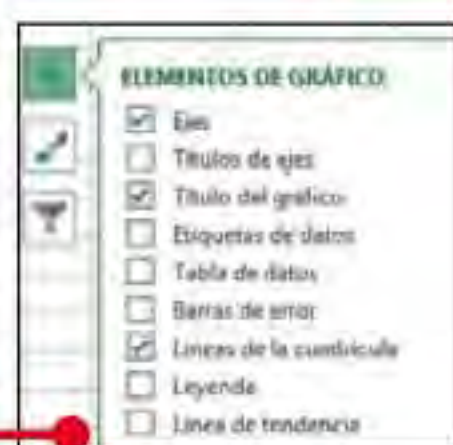 ELEMENTOS DE GRÁFICO
Ejes
Títulos de ejes
Título del gráfico
Etiquetas de datos
Tabla de datos
Barras de error
Líneas de la cuadrícula
Leyenda
Línea de tendencia